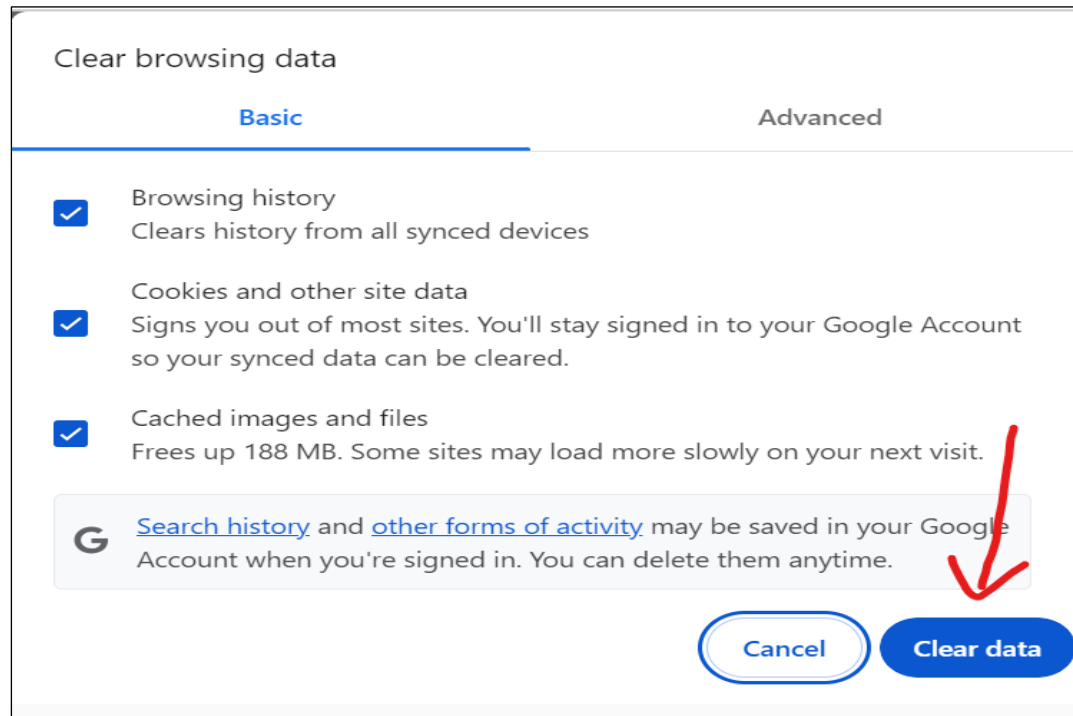 Clear browsing data
Basic
Advanced
Browsing history
Clears history from all synced devices
Cookies and other site data
Signs you out of most sites. You'll stay signed in to your Google Account
so your synced data can be cleared.
Cached images and files
Frees up 188 MB. Some sites may load more slowly on your next visit.
G
Search history and other forms of activity may be saved in your Google
Account when you're signed in. You can delete them anytime.
Cancel
Clear data